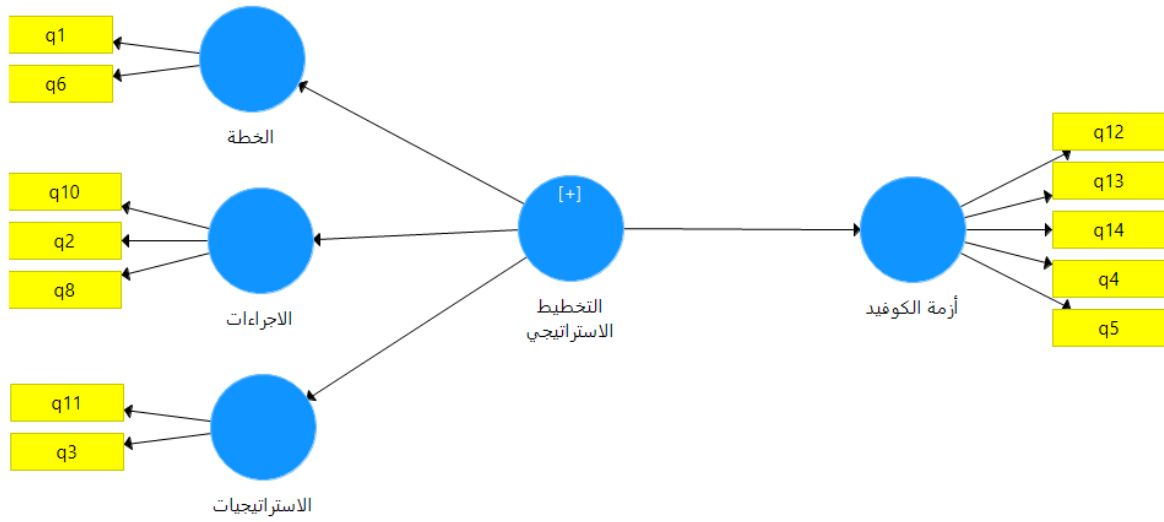 q1
q6
الخطة
q10
q2
q8
الاجراءات
q11
q3
الاستراتيجيات
[+]
التخطيط
الاستراتيجي
أزمة الكوفيد
q12
q13
q14
q4
q5